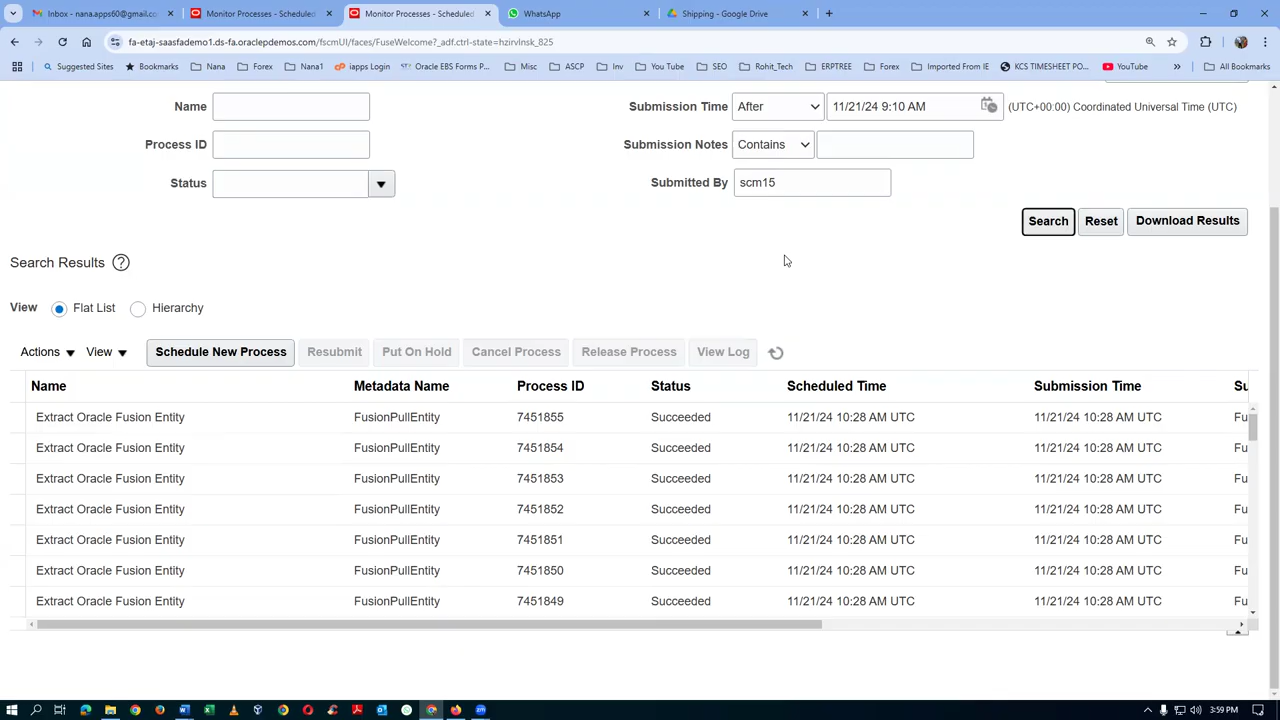 Inbox - nana.apps60@gmail.co
Monitor Processes - Scheduled
Monitor Processes - Scheduled
WhatsApp
Shipping - Google Drive
fa-etaj-saasfademo1.ds-fa.oraclepdemos.com/fscmUI/faces/FuseWelcome?_adf.ctrl-state=hzirvlnsk_825
Suggested Sites
Bookmarks
Nana
Forex
Nana1
iapps Login
Oracle EBS Forms P...
Misc
ASCP
Inv
You Tube
SEO
Rohit_Tech
ERPTREE
Forex
Imported From IE
KCS TIMESHEET PO...
YouTube
All Bookmarks
Name
Submission Time After 11/21/24 9:10 AM (UTC+00:00) Coordinated Universal Time (UTC)
Process ID
Submission Notes Contains
Status
Submitted By scm15
Search Reset Download Results
Search Results ?
View Flat List Hierarchy
Actions View Schedule New Process Resubmit Put On Hold Cancel Process Release Process View Log
Name Metadata Name Process ID Status Scheduled Time Submission Time Su
Extract Oracle Fusion Entity FusionPullEntity 7451855 Succeeded 11/21/24 10:28 AM UTC 11/21/24 10:28 AM UTC Fu
Extract Oracle Fusion Entity FusionPullEntity 7451854 Succeeded 11/21/24 10:28 AM UTC 11/21/24 10:28 AM UTC Fu
Extract Oracle Fusion Entity FusionPullEntity 7451853 Succeeded 11/21/24 10:28 AM UTC 11/21/24 10:28 AM UTC Fu
Extract Oracle Fusion Entity FusionPullEntity 7451852 Succeeded 11/21/24 10:28 AM UTC 11/21/24 10:28 AM UTC Fu
Extract Oracle Fusion Entity FusionPullEntity 7451851 Succeeded 11/21/24 10:28 AM UTC 11/21/24 10:28 AM UTC Fu
Extract Oracle Fusion Entity FusionPullEntity 7451850 Succeeded 11/21/24 10:28 AM UTC 11/21/24 10:28 AM UTC Fu
Extract Oracle Fusion Entity FusionPullEntity 7451849 Succeeded 11/21/24 10:28 AM UTC 11/21/24 10:28 AM UTC Fu
3:59 PM